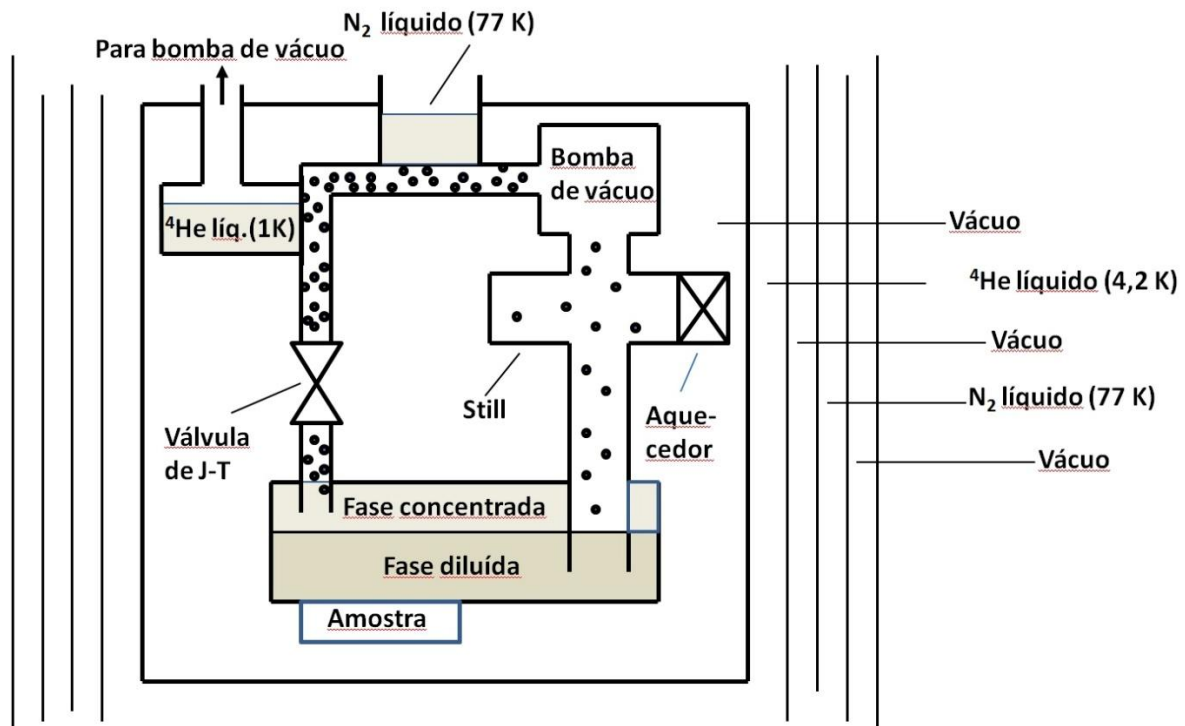 N₂ líquido (77 K)
Para bomba de vácuo
Bomba
de vácuo
⁴He líq.(1K)
Vácuo
⁴He líquido (4,2 K)
Vácuo
N₂ líquido (77 K)
Vácuo
Still
Aque-
cedor
Válvula
de J-T
Fase concentrada
Fase diluída
Amostra